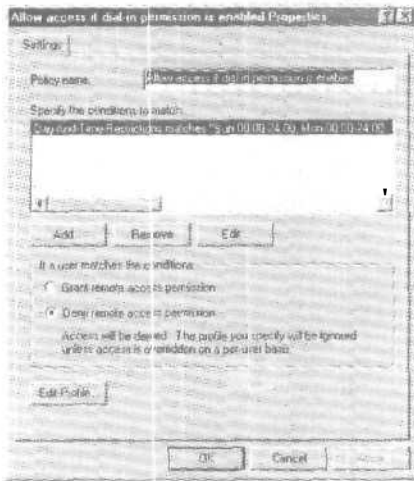 Allow access if dial-in permission is enabled Properties
Settings
Policy name:
Allow access if dial-in permission is enable
Specify the conditions to match:
Day-And-Time-Restrictions matches "Sun 00:00-24:00, Mon 00:00-24:00,
Add...
Remove
Edit...
If a user matches the conditions:
Grant remote access permission
Deny remote access permission
Access will be denied. The profile you specify will be ignored
unless access is overridden on a per-user basis.
Edit Profile...
OK
Cancel
Apply